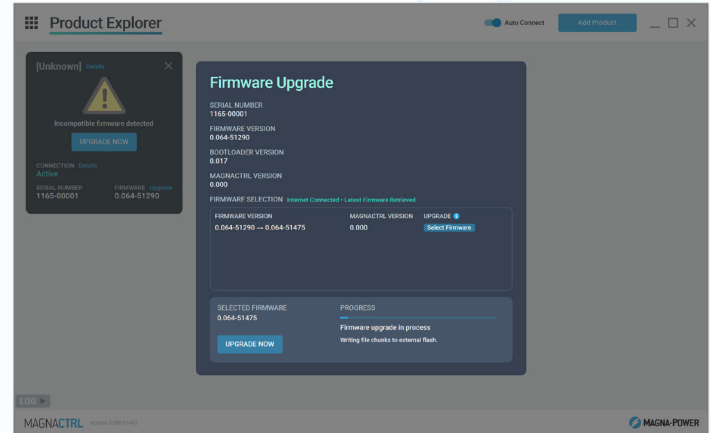 Product Explorer
Auto Connect
Add Product
[Unknown] Details
Incompatible firmware detected
UPGRADE NOW
CONNECTION Details
Active
SERIAL NUMBER FIRMWARE Upgrade
1165-00001 0.064-51290
Firmware Upgrade
SERIAL NUMBER
1165-00001
FIRMWARE VERSION
0.064-51290
BOOTLOADER VERSION
0.017
MAGNACTRL VERSION
0.000
FIRMWARE SELECTION Internet Connected • Latest Firmware Retrieved
FIRMWARE VERSION MAGNACTRL VERSION UPGRADE
0.064-51290 → 0.064-51475 0.000 Select Firmware
SELECTED FIRMWARE PROGRESS
0.064-51475
Firmware upgrade in process
UPGRADE NOW Writing file chunks to external flash.
LOG
MAGNACTRL
MAGNA-POWER